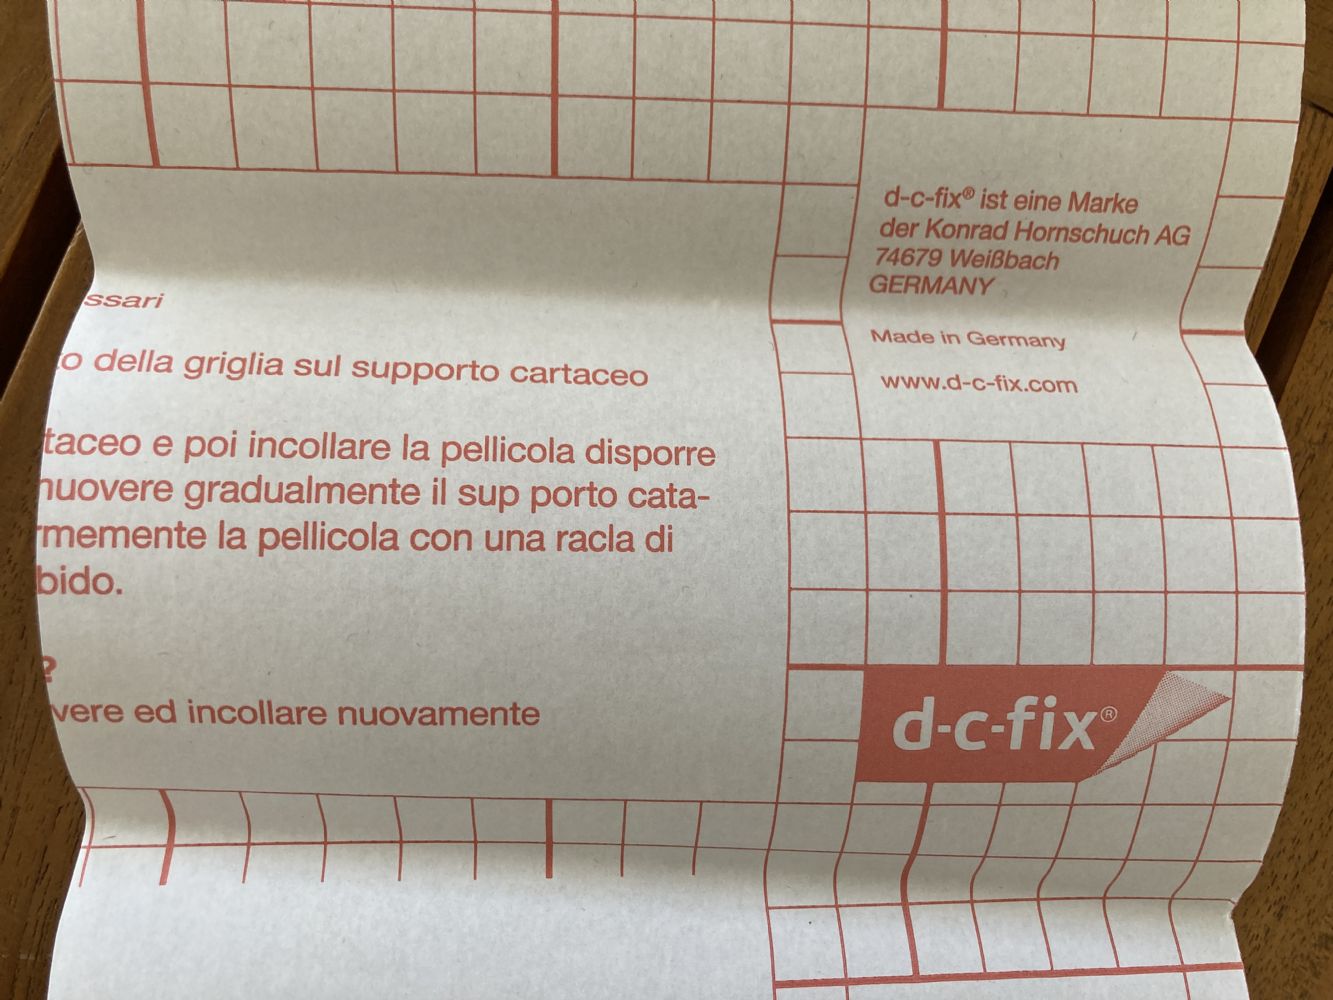 ssari
o della griglia sul supporto cartaceo
taceo e poi incollare la pellicola disporre
nuovere gradualmente il sup porto cata-
rmemente la pellicola con una racla di
bido.
?
vere ed incollare nuovamente
d-c-fix® ist eine Marke
der Konrad Hornschuch AG
74679 Weißbach
GERMANY
Made in Germany
www.d-c-fix.com
d-c-fix®